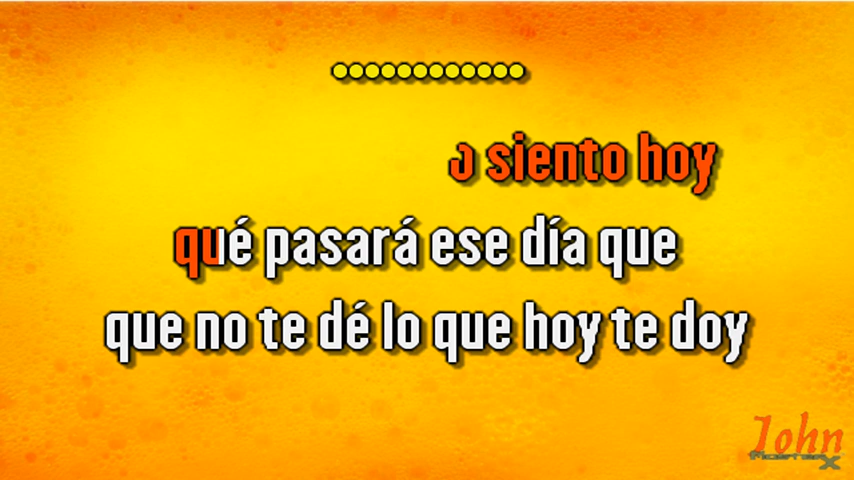 siento hoy
qué pasará ese día que
que no te dé lo que hoy te doy
John